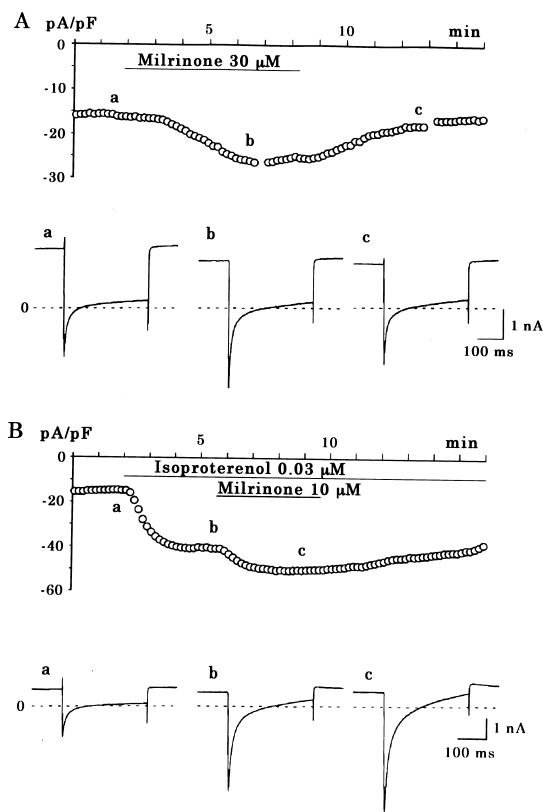 A
pA/pF
5 10 min
0
Milrinone 30 µM
-10
a
c
-20
b
-30
a
b
c
0
1 nA
100 ms
B
pA/pF
5 10 min
0
Isoproterenol 0.03 µM
Milrinone 10 µM
-20
a
b
-40
c
-60
a
b
c
0
1 nA
100 ms